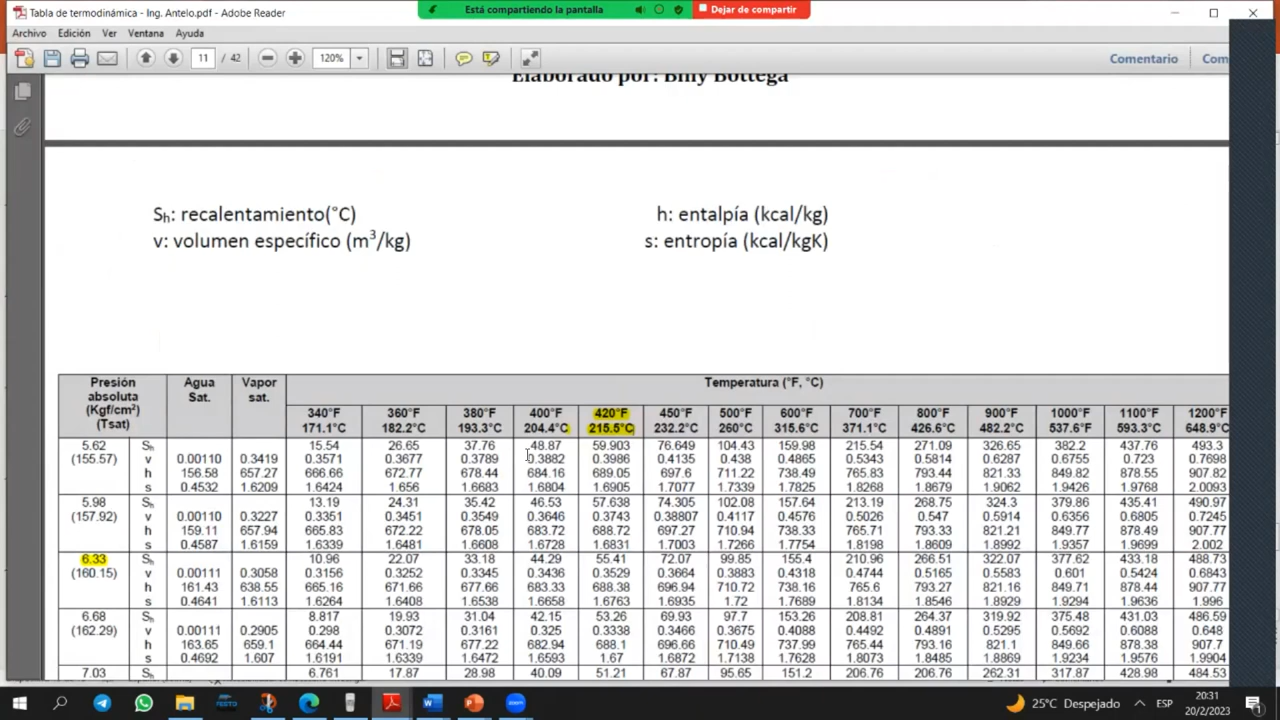 Tabla de termodinámica - Ing. Antelo.pdf - Adobe Reader
Está compartiendo la pantalla
Dejar de compartir
Archivo Edición Ver Ventana Ayuda
11 / 42 120% Comentario Com
Elaborado por: Billy Bottega
Sh: recalentamiento(°C) h: entalpía (kcal/kg)
v: volumen específico (m³/kg) s: entropía (kcal/kgK)
Presión absoluta (Kgf/cm²) (Tsat) Agua Sat. Vapor sat. Temperatura (°F, °C)
340°F 360°F 380°F 400°F 420°F 450°F 500°F 600°F 700°F 800°F 900°F 1000°F 1100°F 1200°F
171.1°C 182.2°C 193.3°C 204.4°C 215.5°C 232.2°C 260°C 315.6°C 371.1°C 426.6°C 482.2°C 537.6°F 593.3°C 648.9°C
5.62 Sh 15.54 26.65 37.76 48.87 59.903 76.649 104.43 159.98 215.54 271.09 326.65 382.2 437.76 493.3
(155.57) v 0.00110 0.3419 0.3571 0.3677 0.3789 0.3882 0.3986 0.4135 0.438 0.4865 0.5343 0.5814 0.6287 0.6755 0.723 0.7698
h 156.58 657.27 666.66 672.77 678.44 684.16 689.05 697.6 711.22 738.49 765.83 793.44 821.33 849.82 878.55 907.82
s 0.4532 1.6209 1.6424 1.656 1.6683 1.6804 1.6905 1.7077 1.7339 1.7825 1.8268 1.8679 1.9062 1.9426 1.9768 2.0093
5.98 Sh 13.19 24.31 35.42 46.53 57.638 74.305 102.08 157.64 213.19 268.75 324.3 379.86 435.41 490.97
(157.92) v 0.00110 0.3227 0.3351 0.3451 0.3549 0.3646 0.3743 0.38807 0.4117 0.4576 0.5026 0.547 0.5914 0.6356 0.6805 0.7245
h 159.11 657.94 665.83 672.22 678.05 683.72 688.72 697.27 710.94 738.33 765.71 793.33 821.21 849.77 878.49 907.77
s 0.4587 1.6159 1.6339 1.6481 1.6608 1.6728 1.6831 1.7003 1.7266 1.7754 1.8198 1.8609 1.8992 1.9357 1.9699 2.002
6.33 Sh 10.96 22.07 33.18 44.29 55.41 72.07 99.85 155.4 210.96 266.51 322.07 377.62 433.18 488.73
(160.15) v 0.00111 0.3058 0.3156 0.3252 0.3345 0.3436 0.3529 0.3664 0.3883 0.4318 0.4744 0.5165 0.5583 0.601 0.5424 0.6843
h 161.43 638.55 665.16 671.66 677.66 683.33 688.38 696.94 710.72 738.16 765.6 793.27 821.16 849.71 878.44 907.77
s 0.4641 1.6113 1.6264 1.6408 1.6538 1.6658 1.6763 1.6935 1.72 1.7689 1.8134 1.8546 1.8929 1.9294 1.9636 1.996
6.68 Sh 8.817 19.93 31.04 42.15 53.26 69.93 97.7 153.26 208.81 264.37 319.92 375.48 431.03 486.59
(162.29) v 0.00111 0.2905 0.298 0.3072 0.3161 0.325 0.3338 0.3466 0.3675 0.4088 0.4492 0.4891 0.5295 0.5692 0.6088 0.648
h 163.65 659.1 664.44 671.19 677.22 682.94 688.1 696.66 710.49 737.99 765.44 793.1 821.1 849.66 878.38 907.7
s 0.4692 1.607 1.6191 1.6339 1.6472 1.6593 1.67 1.6872 1.7138 1.7628 1.8073 1.8485 1.8869 1.9234 1.9576 1.9904
7.03 Sh 6.761 17.87 28.98 40.09 51.21 67.87 95.65 151.2 206.76 206.76 262.31 317.87 428.98 484.53
FESTO zoom 25°C Despejado ESP 20:31
20/2/2023 1